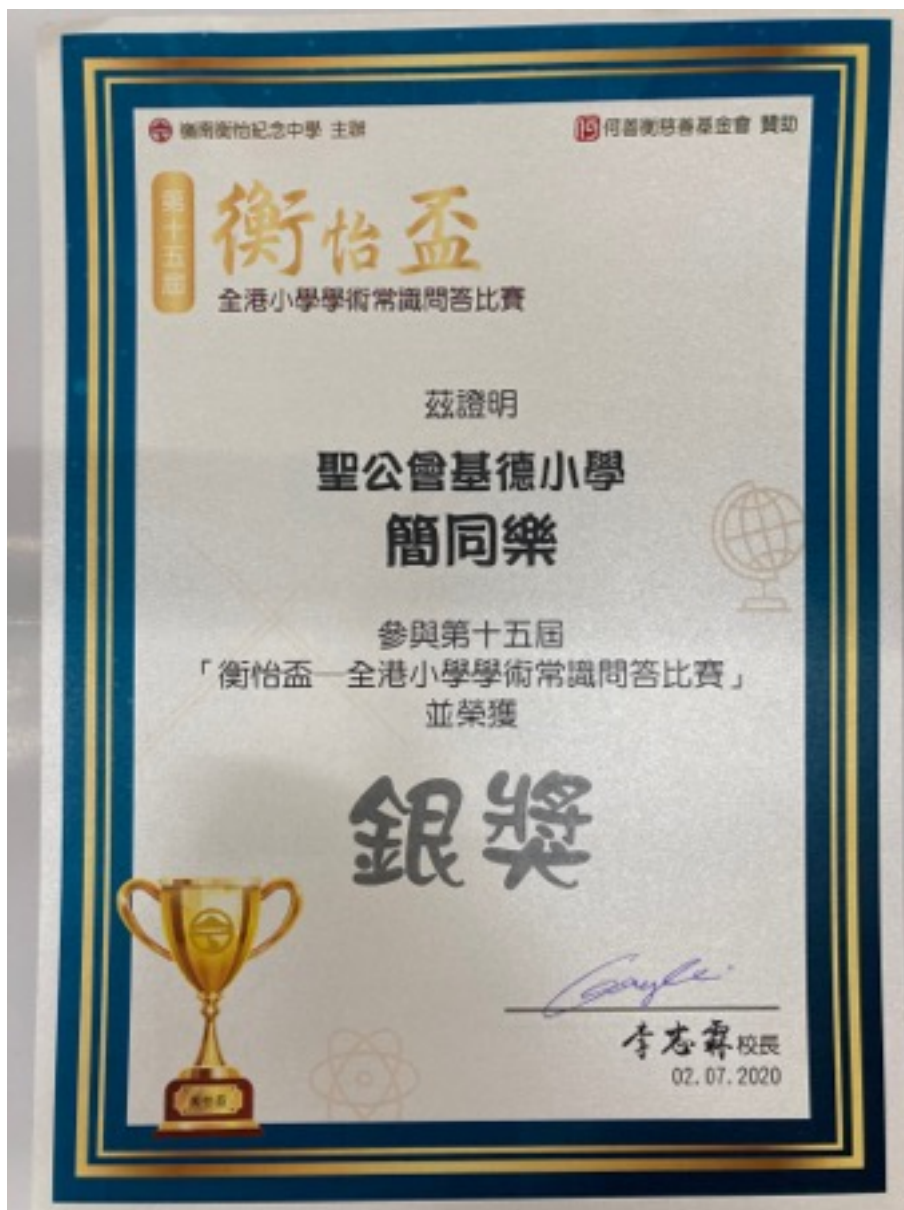 嶺南衡怡紀念中學 主辦
何善衡慈善基金會 贊助
第十五屆
衡怡盃
全港小學學術常識問答比賽
茲證明
聖公會基德小學
簡同樂
參與第十五屆
「衡怡盃—全港小學學術常識問答比賽」
並榮獲
銀獎
李志霖校長
02.07.2020
衡怡盃